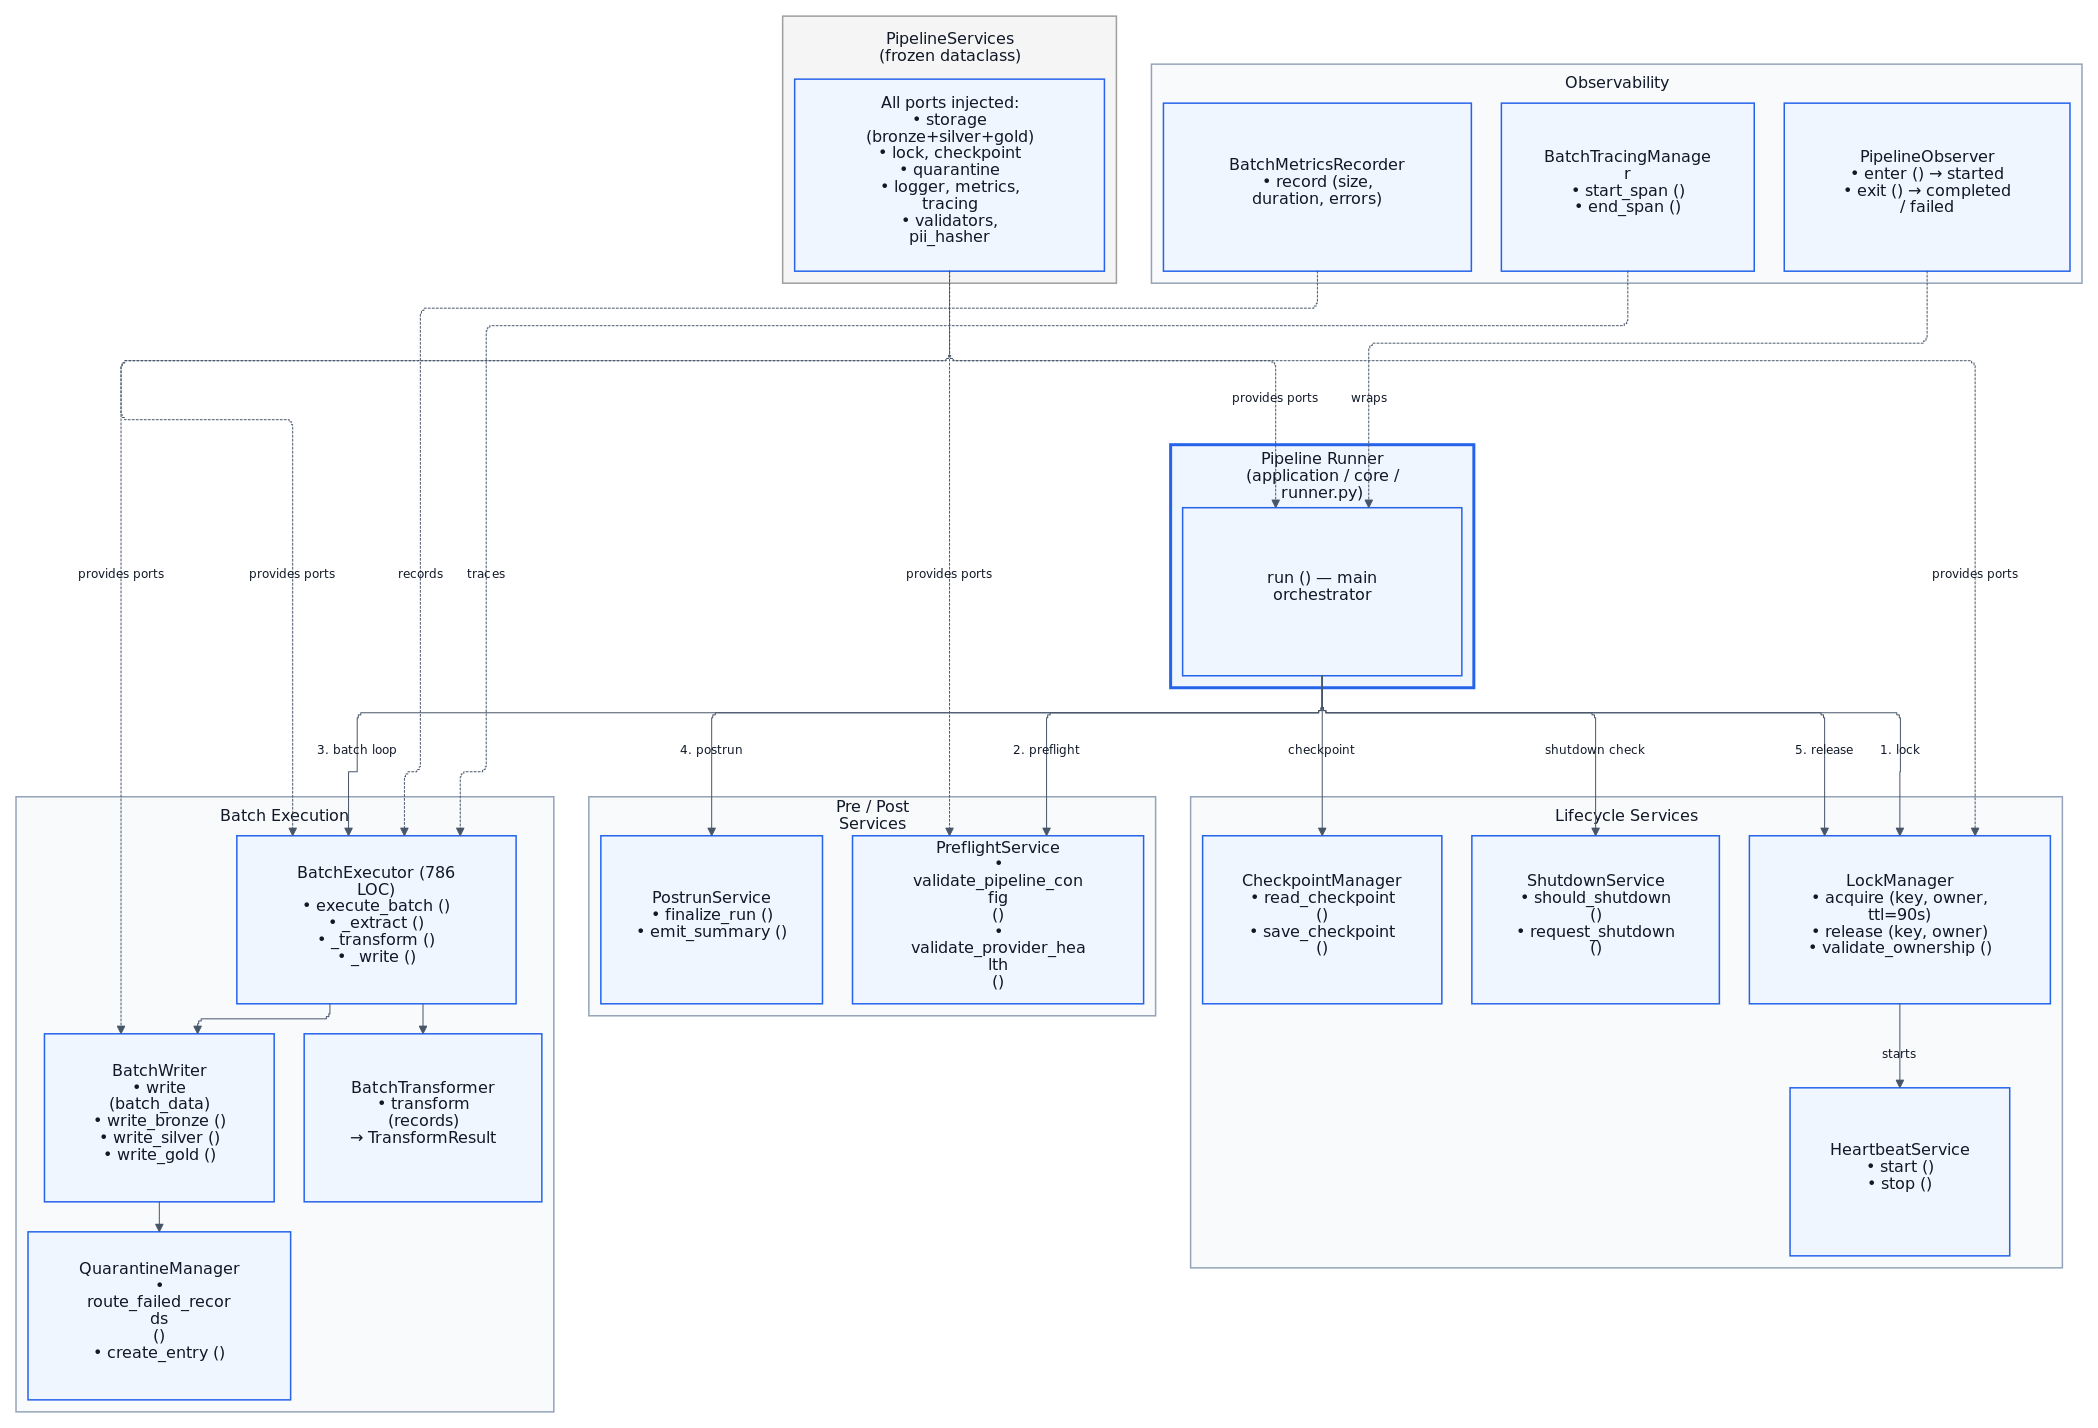 PipelineServices
(frozen dataclass)
All ports injected:
• storage
(bronze+silver+gold)
• lock, checkpoint
• quarantine
• logger, metrics,
tracing
• validators,
pii_hasher
Observability
BatchMetricsRecorder
• record (size,
duration, errors)
BatchTracingManage
r
• start_span ()
• end_span ()
PipelineObserver
• enter () → started
• exit () → completed
/ failed
provides ports
wraps
Pipeline Runner
(application / core /
runner.py)
run () — main
orchestrator
provides ports
provides ports
records
traces
provides ports
provides ports
3. batch loop
4. postrun
2. preflight
checkpoint
shutdown check
5. release
1. lock
Batch Execution
BatchExecutor (786
LOC)
• execute_batch ()
• _extract ()
• _transform ()
• _write ()
BatchWriter
• write
(batch_data)
• write_bronze ()
• write_silver ()
• write_gold ()
BatchTransformer
• transform
(records)
→ TransformResult
QuarantineManager
•
route_failed_recor
ds
()
• create_entry ()
Pre / Post
Services
PostrunService
• finalize_run ()
• emit_summary ()
PreflightService
•
validate_pipeline_con
fig
()
•
validate_provider_hea
lth
()
Lifecycle Services
CheckpointManager
• read_checkpoint
()
• save_checkpoint
()
ShutdownService
• should_shutdown
()
• request_shutdown
()
LockManager
• acquire (key, owner,
ttl=90s)
• release (key, owner)
• validate_ownership ()
starts
HeartbeatService
• start ()
• stop ()